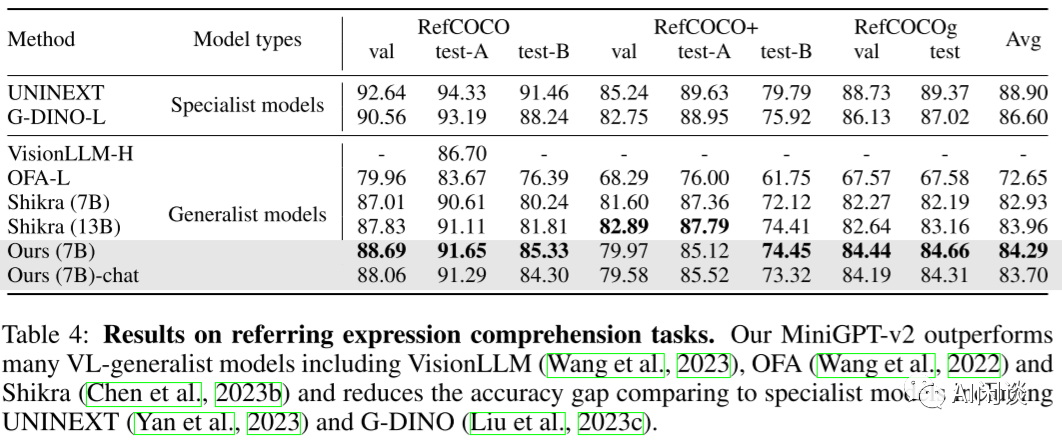 Method Model types RefCOCO RefCOCO+ RefCOCOg Avg
val test-A test-B val test-A test-B val test
UNINEXT Specialist models 92.64 94.33 91.46 85.24 89.63 79.79 88.73 89.37 88.90
G-DINO-L 90.56 93.19 88.24 82.75 88.95 75.92 86.13 87.02 86.60
VisionLLM-H - 86.70 - - - - - - -
OFA-L 79.96 83.67 76.39 68.29 76.00 61.75 67.57 67.58 72.65
Shikra (7B) Generalist models 87.01 90.61 80.24 81.60 87.36 72.12 82.27 82.19 82.93
Shikra (13B) 87.83 91.11 81.81 82.89 87.79 74.41 82.64 83.16 83.96
Ours (7B) 88.69 91.65 85.33 79.97 85.12 74.45 84.44 84.66 84.29
Ours (7B)-chat 88.06 91.29 84.30 79.58 85.52 73.32 84.19 84.31 83.70
Table 4: Results on referring expression comprehension tasks. Our MiniGPT-v2 outperforms
many VL-generalist models including VisionLLM (Wang et al., 2023), OFA (Wang et al., 2022) and
Shikra (Chen et al., 2023b) and reduces the accuracy gap comparing to specialist models including
UNINEXT (Yan et al., 2023) and G-DINO (Liu et al., 2023c).
AI闲谈